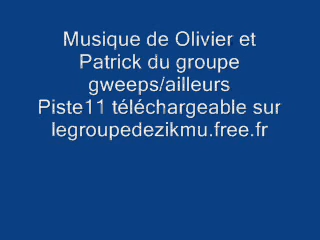 Musique de Olivier et
Patrick du groupe
gweeps/ailleurs
Piste11 téléchargeable sur
legroupedezikmu.free.fr